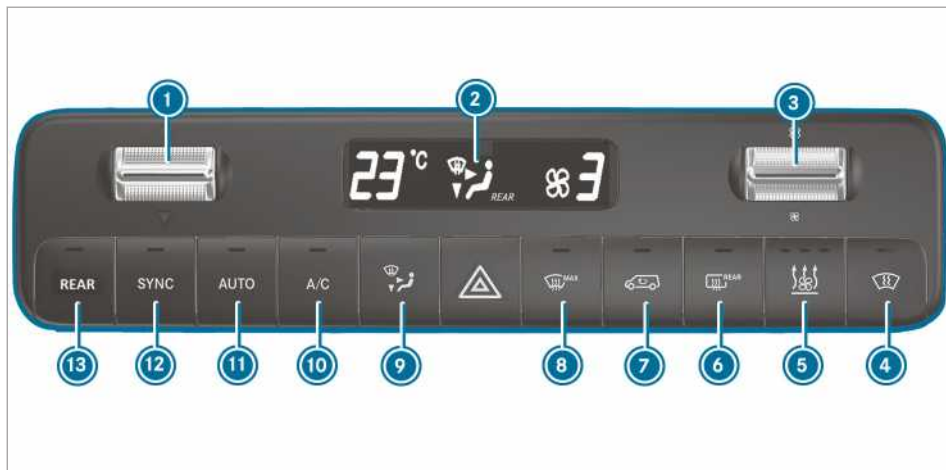 1 2 3
23 °C REAR 3
REAR SYNC AUTO A/C MAX REAR
13 12 11 10 9 8 7 6 5 4